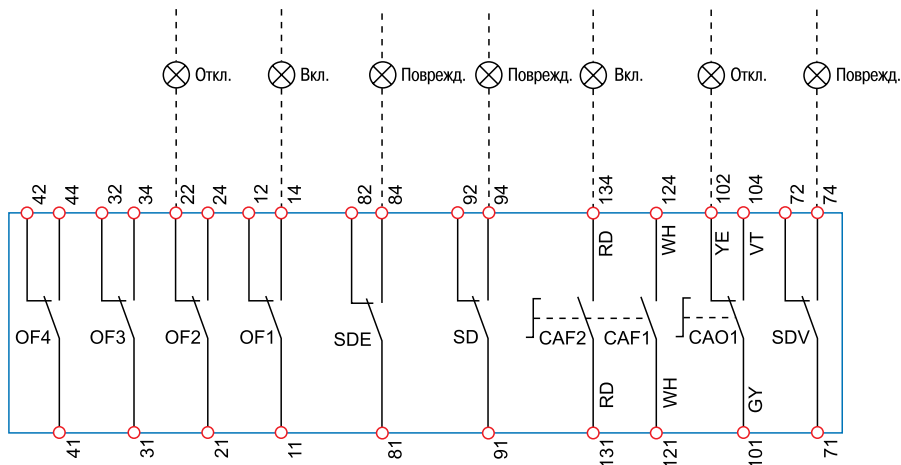 Откл. Вкл. Поврежд. Поврежд. Вкл. Откл. Поврежд.
42 44 32 34 22 24 12 14 82 84 92 94 134 124 102 104 72 74
RD WH YE VT
OF4 OF3 OF2 OF1 SDE SD CAF2 CAF1 CAO1 SDV
RD WH GY
41 31 21 11 81 91 131 121 101 71